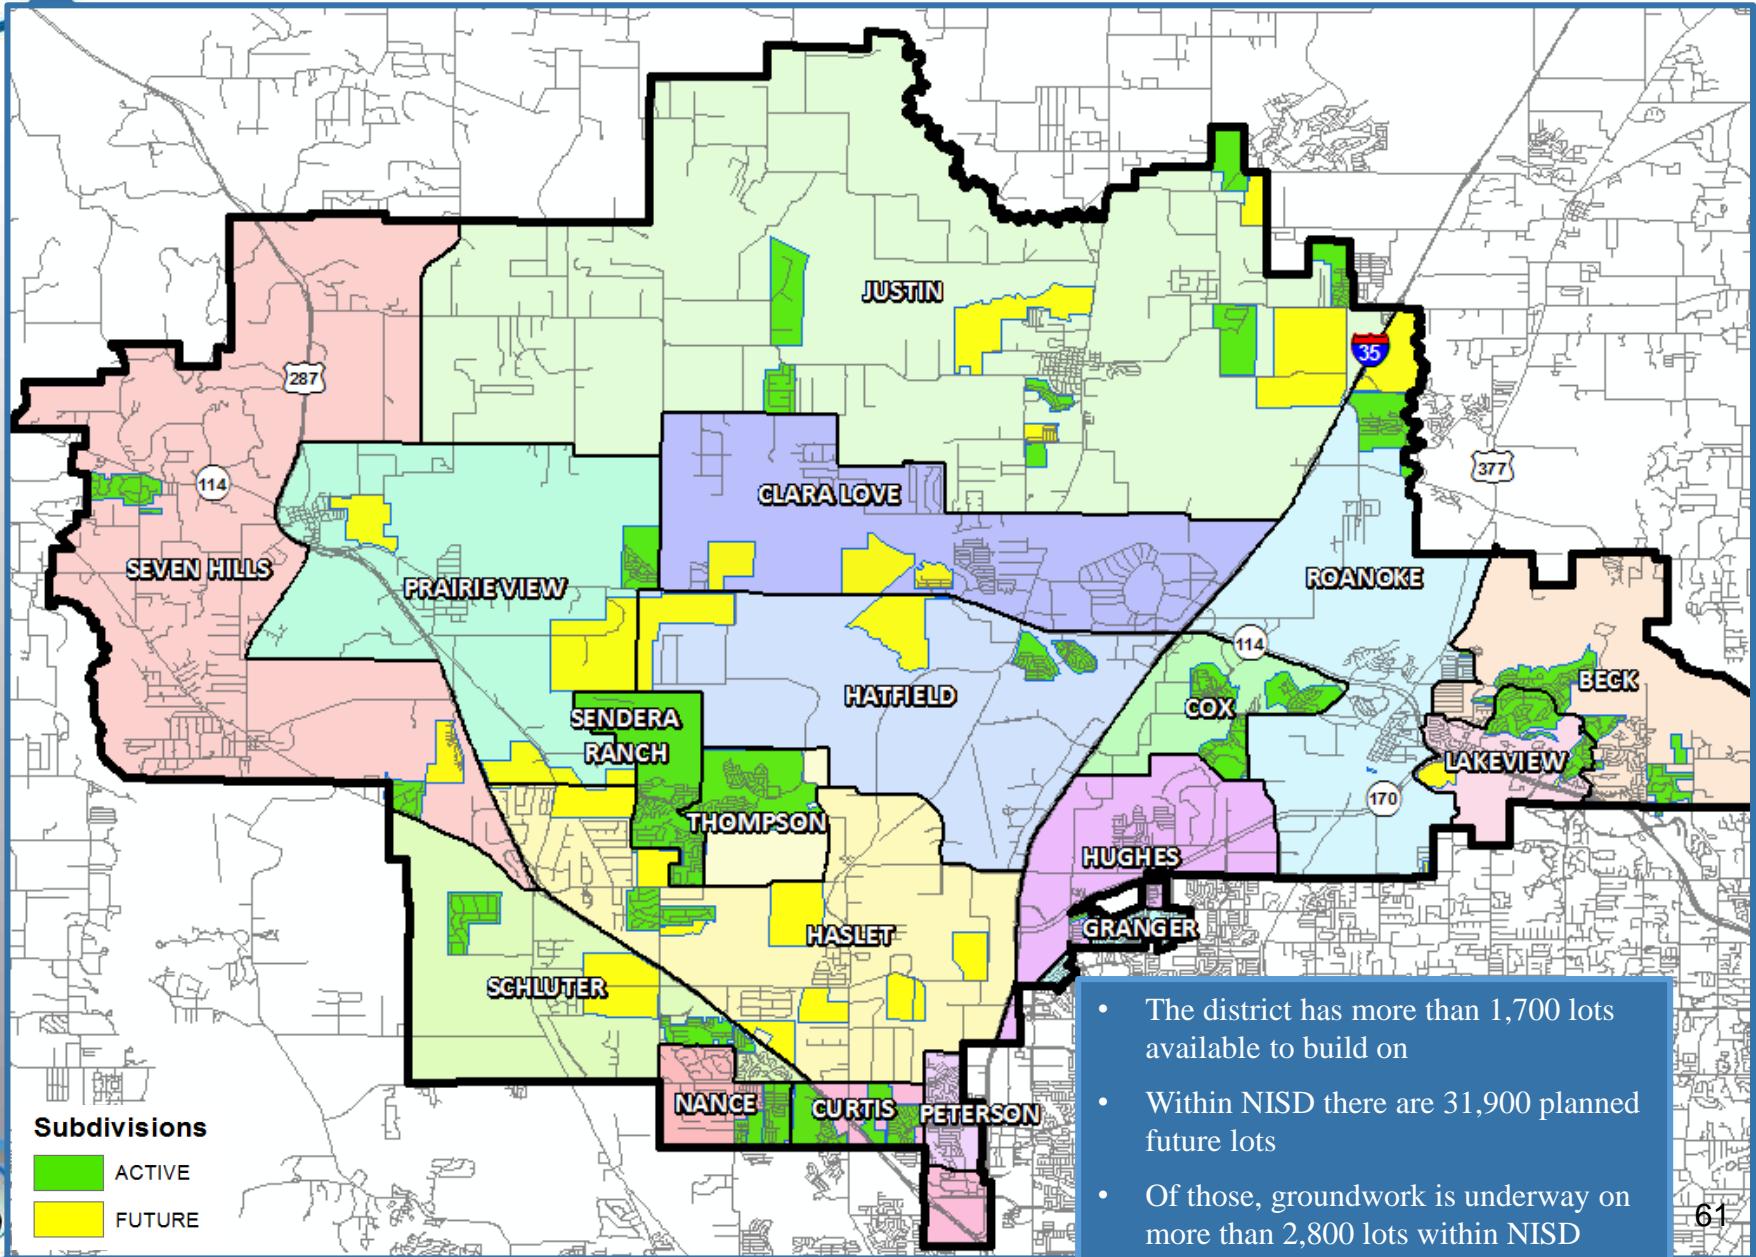 JUSTIN
35
287
377
114
CLARA LOVE
SEVEN HILLS
PRAIRIE VIEW
ROANOKE
114
BECK
HATFIELD
COX
SENDERA
RANCH
LAKEVIEW
170
THOMPSON
HUGHES
GRANGER
HASLET
SCHLUTER
NANCE
CURTIS
PETERSON
Subdivisions
ACTIVE
FUTURE
• The district has more than 1,700 lots
available to build on
• Within NISD there are 31,900 planned
future lots
• Of those, groundwork is underway on
more than 2,800 lots within NISD
61